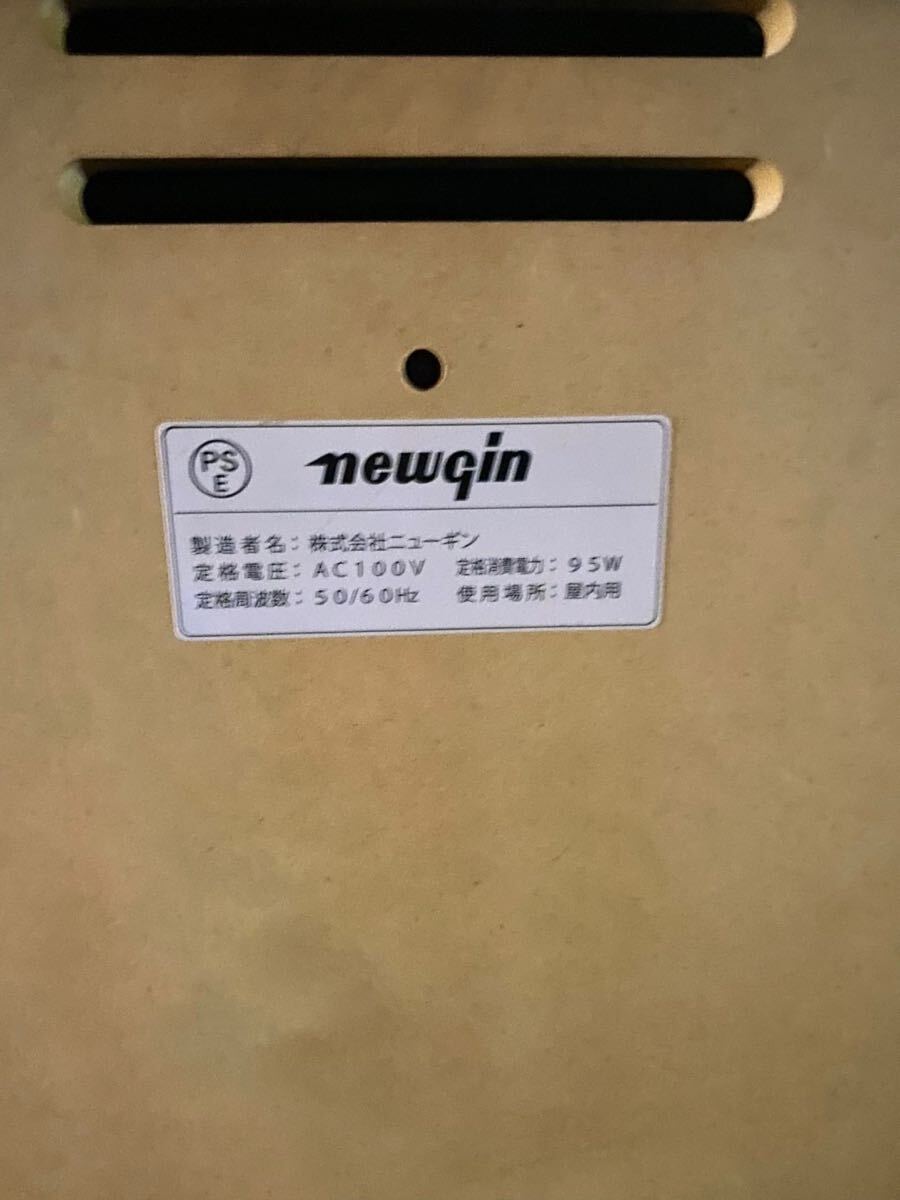 PS
E
newgin
製造者名：株式会社ニューギン
定格電圧：AC100V 定格消費電力：95W
定格周波数：50/60Hz 使用場所：屋内用